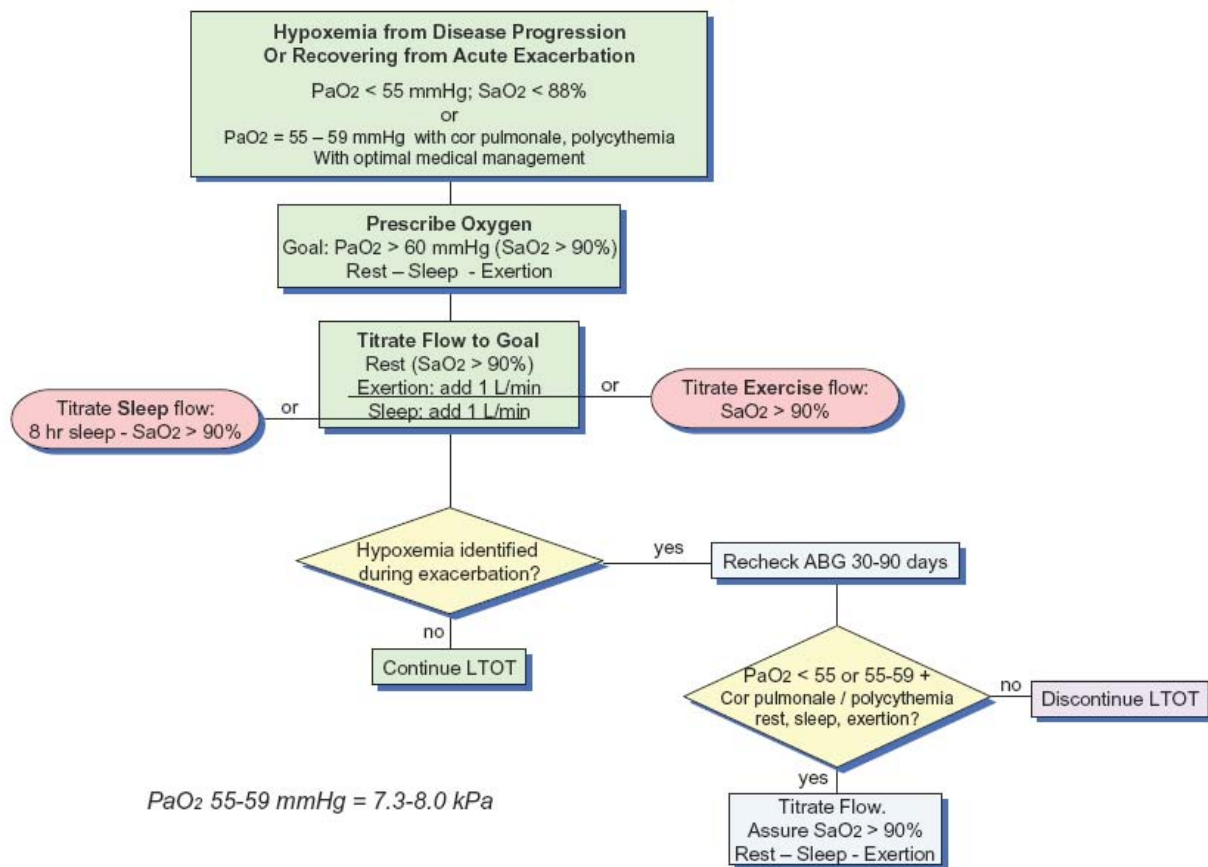 Hypoxemia from Disease Progression
Or Recovering from Acute Exacerbation
PaO2 < 55 mmHg; SaO2 < 88%
or
PaO2 = 55 – 59 mmHg with cor pulmonale, polycythemia
With optimal medical management
Prescribe Oxygen
Goal: PaO2 > 60 mmHg (SaO2 > 90%)
Rest – Sleep - Exertion
Titrate Flow to Goal
Rest (SaO2 > 90%)
Exertion: add 1 L/min
Sleep: add 1 L/min
or
Titrate Exercise flow:
SaO2 > 90%
Titrate Sleep flow:
8 hr sleep - SaO2 > 90%
or
Hypoxemia identified
during exacerbation?
yes
Recheck ABG 30-90 days
no
Continue LTOT
PaO2 < 55 or 55-59 +
Cor pulmonale / polycythemia
rest, sleep, exertion?
no
Discontinue LTOT
yes
Titrate Flow.
Assure SaO2 > 90%
Rest – Sleep - Exertion
PaO2 55-59 mmHg = 7.3-8.0 kPa